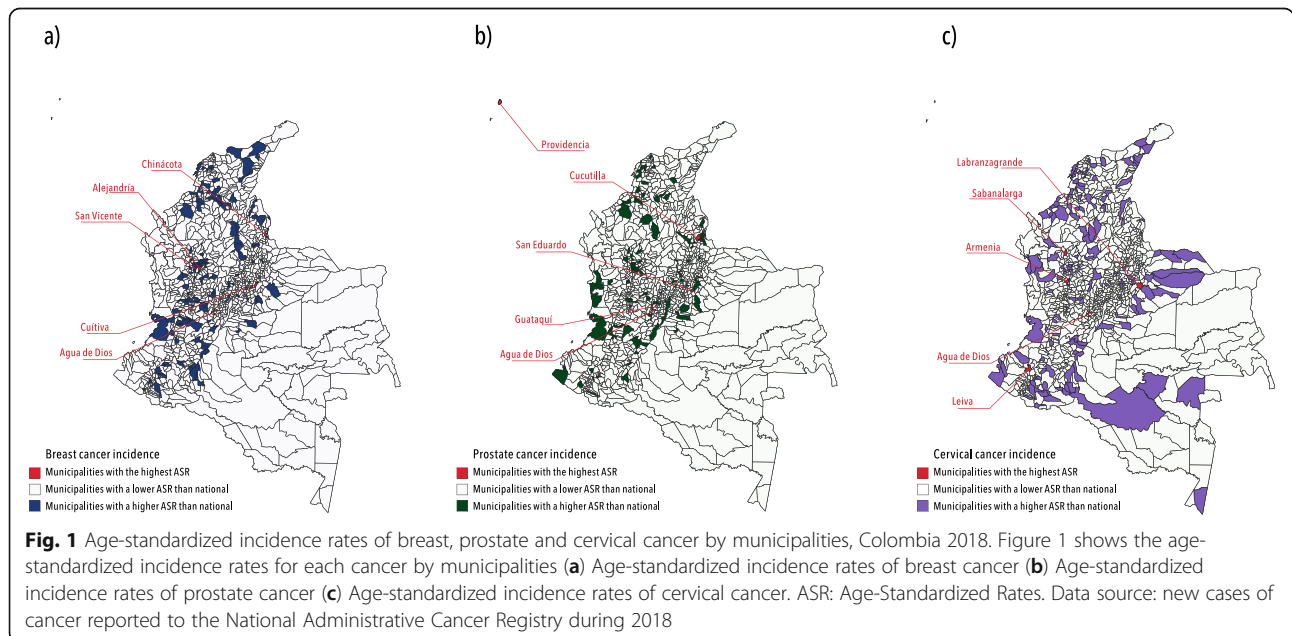 a)
Chinácota
Alejandría
San Vicente
Cuítiva
Agua de Dios
Breast cancer incidence
Municipalities with the highest ASR
Municipalities with a lower ASR than national
Municipalities with a higher ASR than national
b)
Providencia
Cucutilla
San Eduardo
Guataquí
Agua de Dios
Prostate cancer incidence
Municipalities with the highest ASR
Municipalities with a lower ASR than national
Municipalities with a higher ASR than national
c)
Labranzagrande
Sabanalarga
Armenia
Agua de Dios
Leiva
Cervical cancer incidence
Municipalities with the highest ASR
Municipalities with a lower ASR than national
Municipalities with a higher ASR than national
Fig. 1 Age-standardized incidence rates of breast, prostate and cervical cancer by municipalities, Colombia 2018. Figure 1 shows the age-
standardized incidence rates for each cancer by municipalities (a) Age-standardized incidence rates of breast cancer (b) Age-standardized
incidence rates of prostate cancer (c) Age-standardized incidence rates of cervical cancer. ASR: Age-Standardized Rates. Data source: new cases of
cancer reported to the National Administrative Cancer Registry during 2018